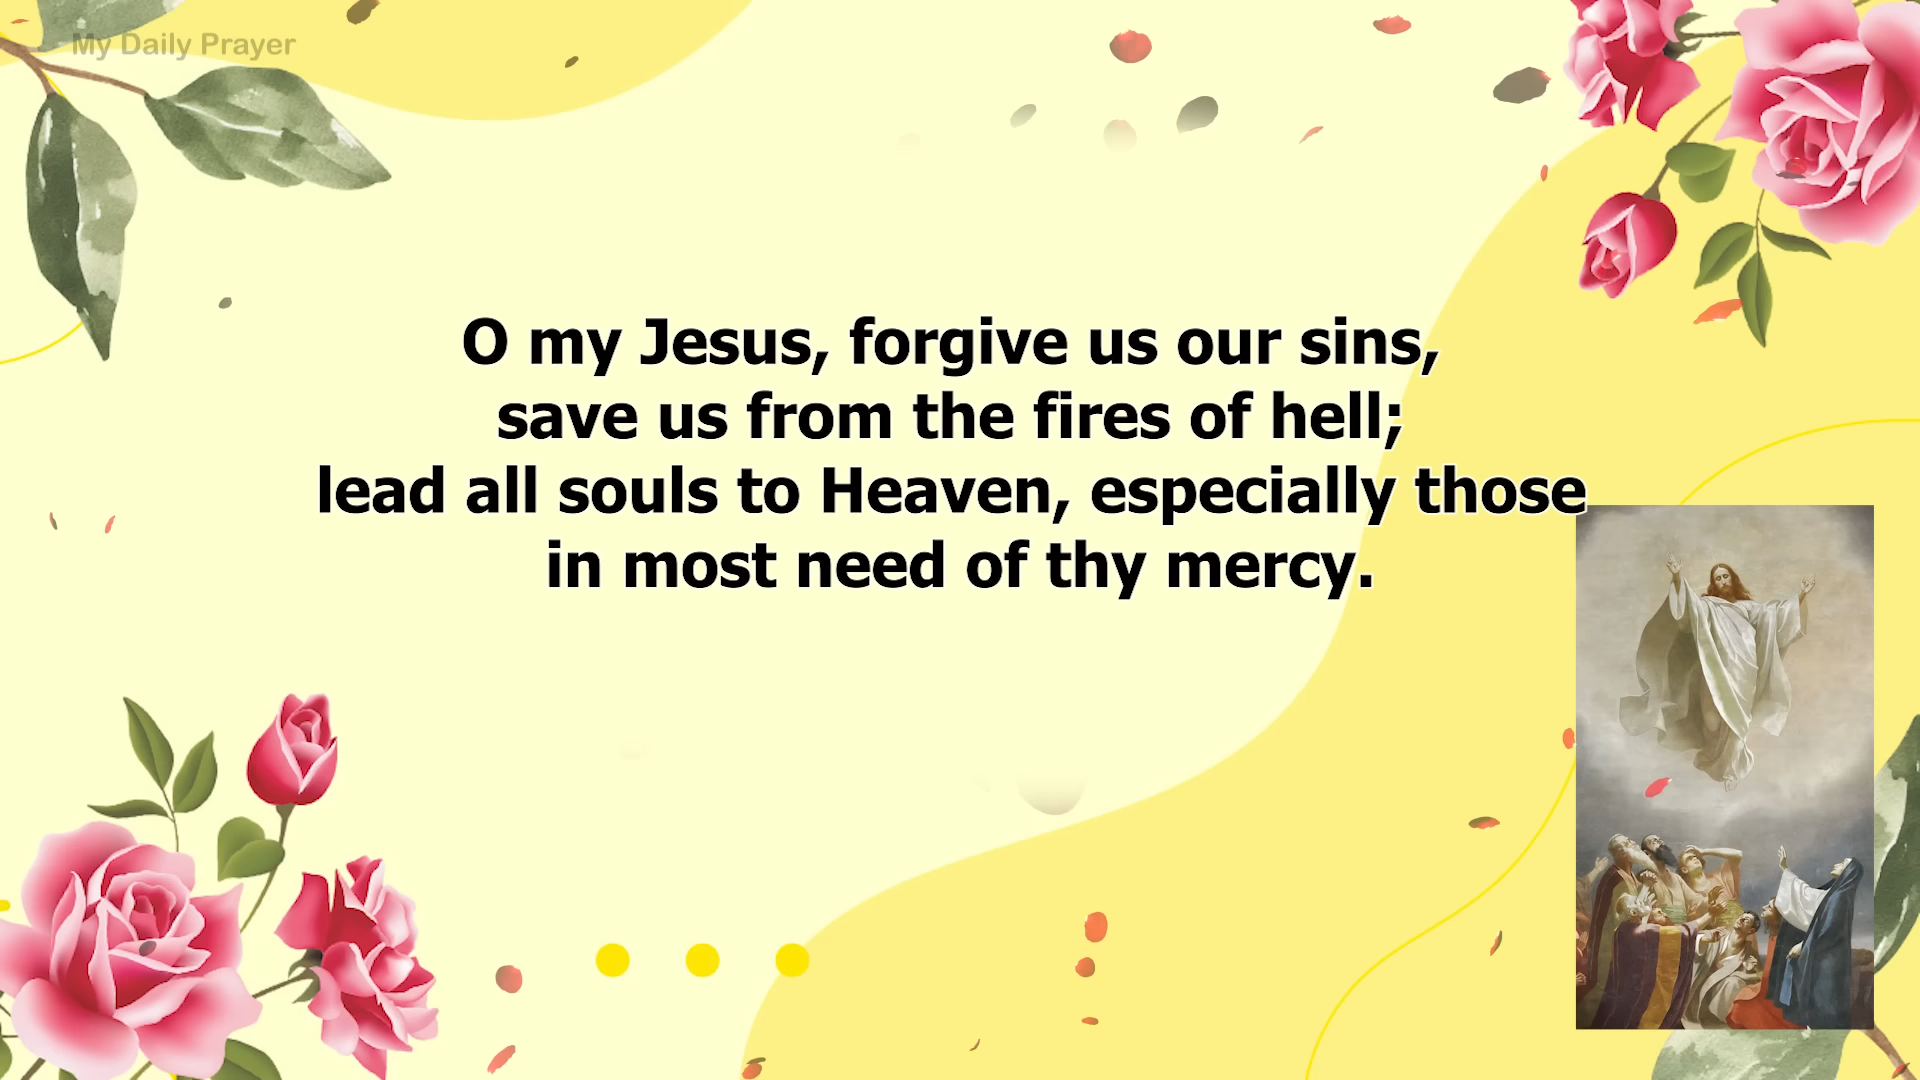 My Daily Prayer
O my Jesus, forgive us our sins,
save us from the fires of hell;
lead all souls to Heaven, especially those
in most need of thy mercy.